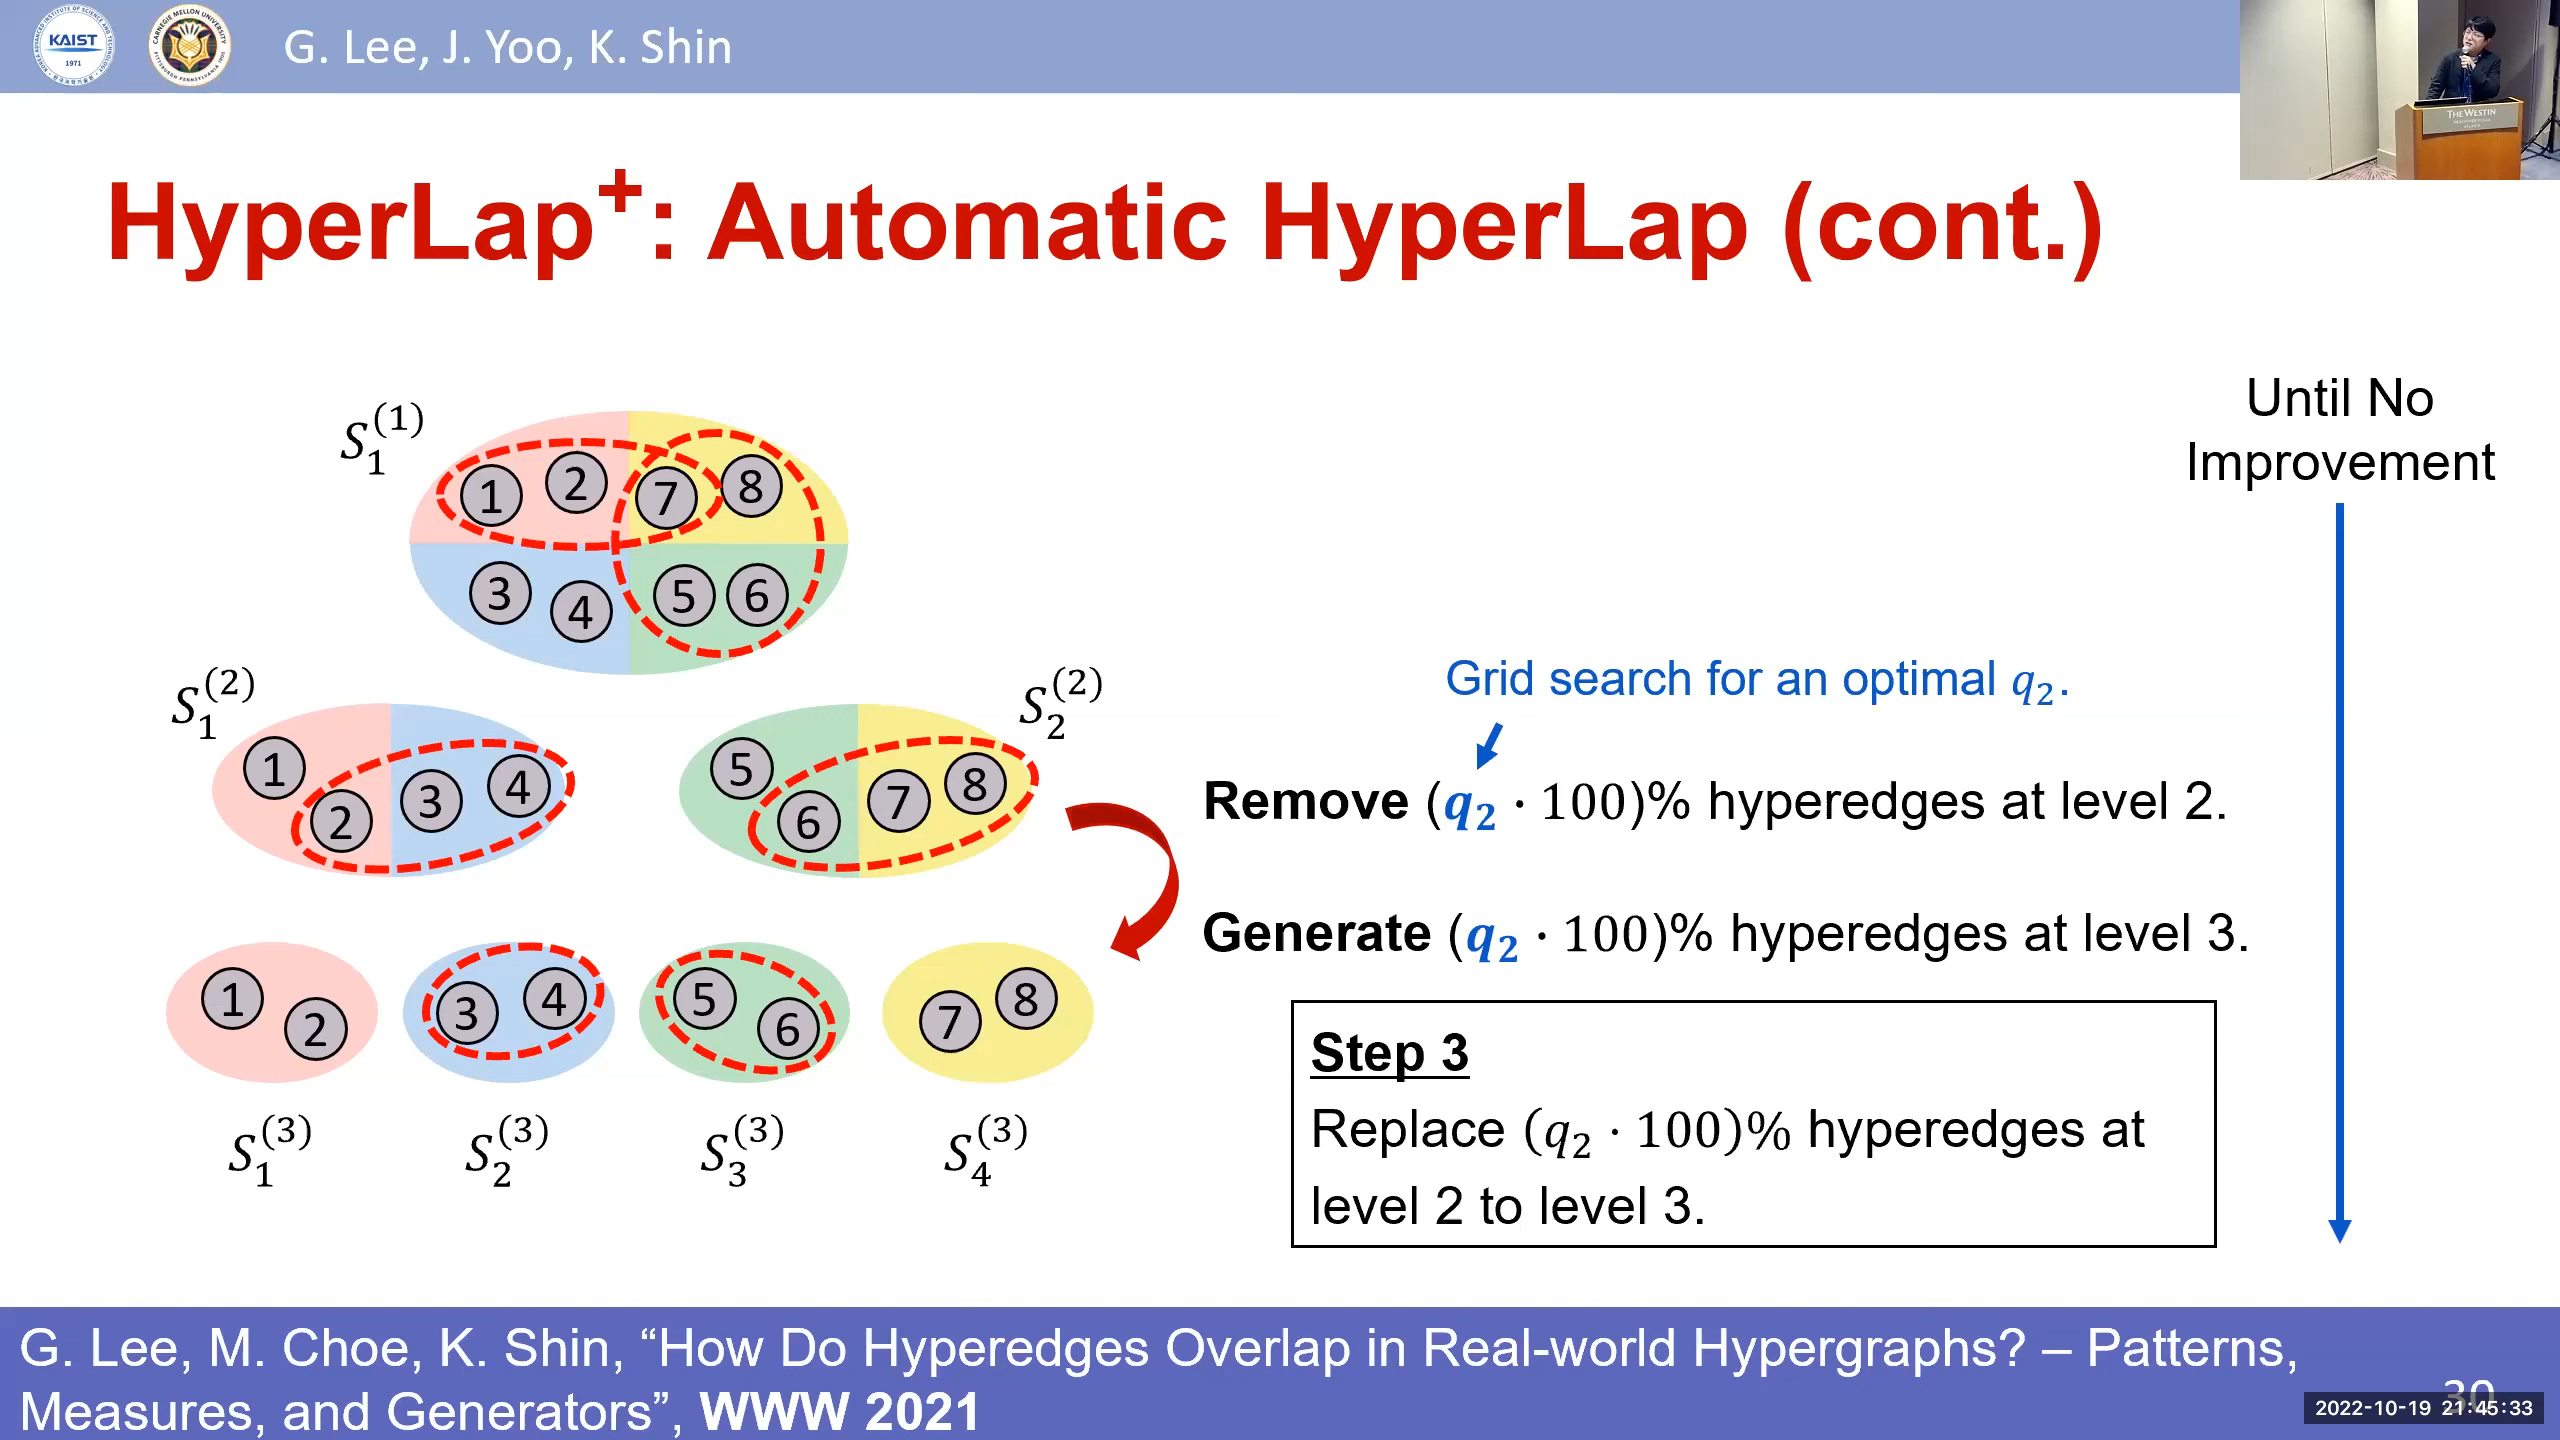 KAIST
1971
G. Lee, J. Yoo, K. Shin
THE WESTIN
HyperLap⁺: Automatic HyperLap (cont.)
Until No
Improvement
S₁⁽¹⁾
1 2 7 8
3 4 5 6
S₁⁽²⁾
1 2 3 4
S₂⁽²⁾
5 6 7 8
1 2
3 4
5 6
7 8
S₁⁽³⁾ S₂⁽³⁾ S₃⁽³⁾ S₄⁽³⁾
Grid search for an optimal q₂.
Remove (q₂ · 100)% hyperedges at level 2.
Generate (q₂ · 100)% hyperedges at level 3.
Step 3
Replace (q₂ · 100)% hyperedges at
level 2 to level 3.
G. Lee, M. Choe, K. Shin, “How Do Hyperedges Overlap in Real-world Hypergraphs? – Patterns,
Measures, and Generators”, WWW 2021
30
2022-10-19 21:45:33